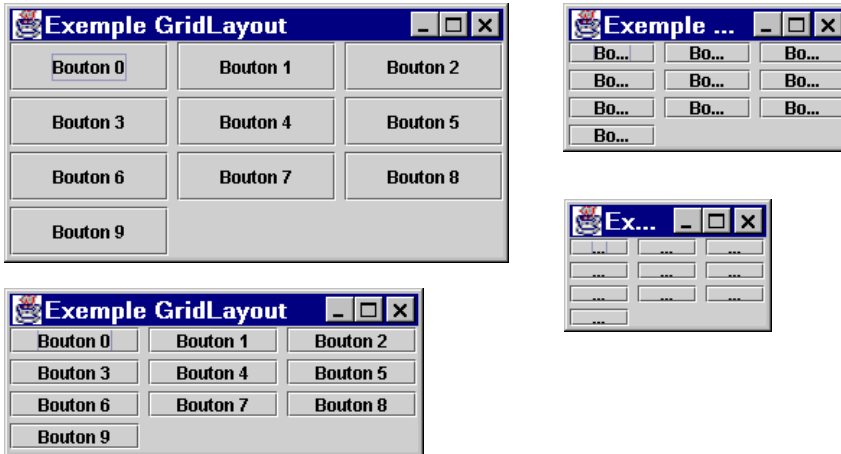 Exemple GridLayout
Bouton 0 Bouton 1 Bouton 2
Bouton 3 Bouton 4 Bouton 5
Bouton 6 Bouton 7 Bouton 8
Bouton 9
Exemple ...
Bo... Bo... Bo...
Bo... Bo... Bo...
Bo... Bo... Bo...
Bo...
Ex...
... ... ...
... ... ...
... ... ...
...
Exemple GridLayout
Bouton 0 Bouton 1 Bouton 2
Bouton 3 Bouton 4 Bouton 5
Bouton 6 Bouton 7 Bouton 8
Bouton 9